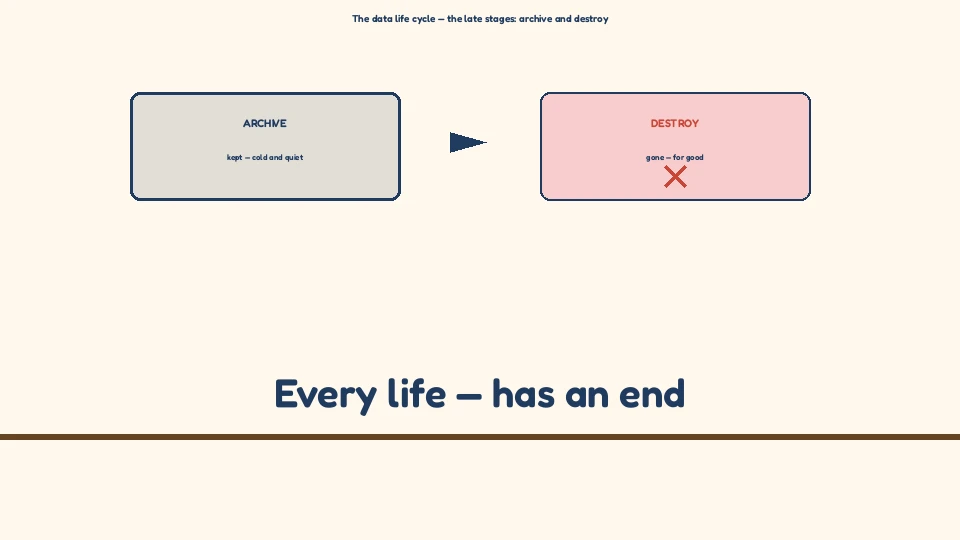 The data life cycle — the late stages: archive and destroy
ARCHIVE
kept — cold and quiet
DESTROY
gone — for good
Every life — has an end